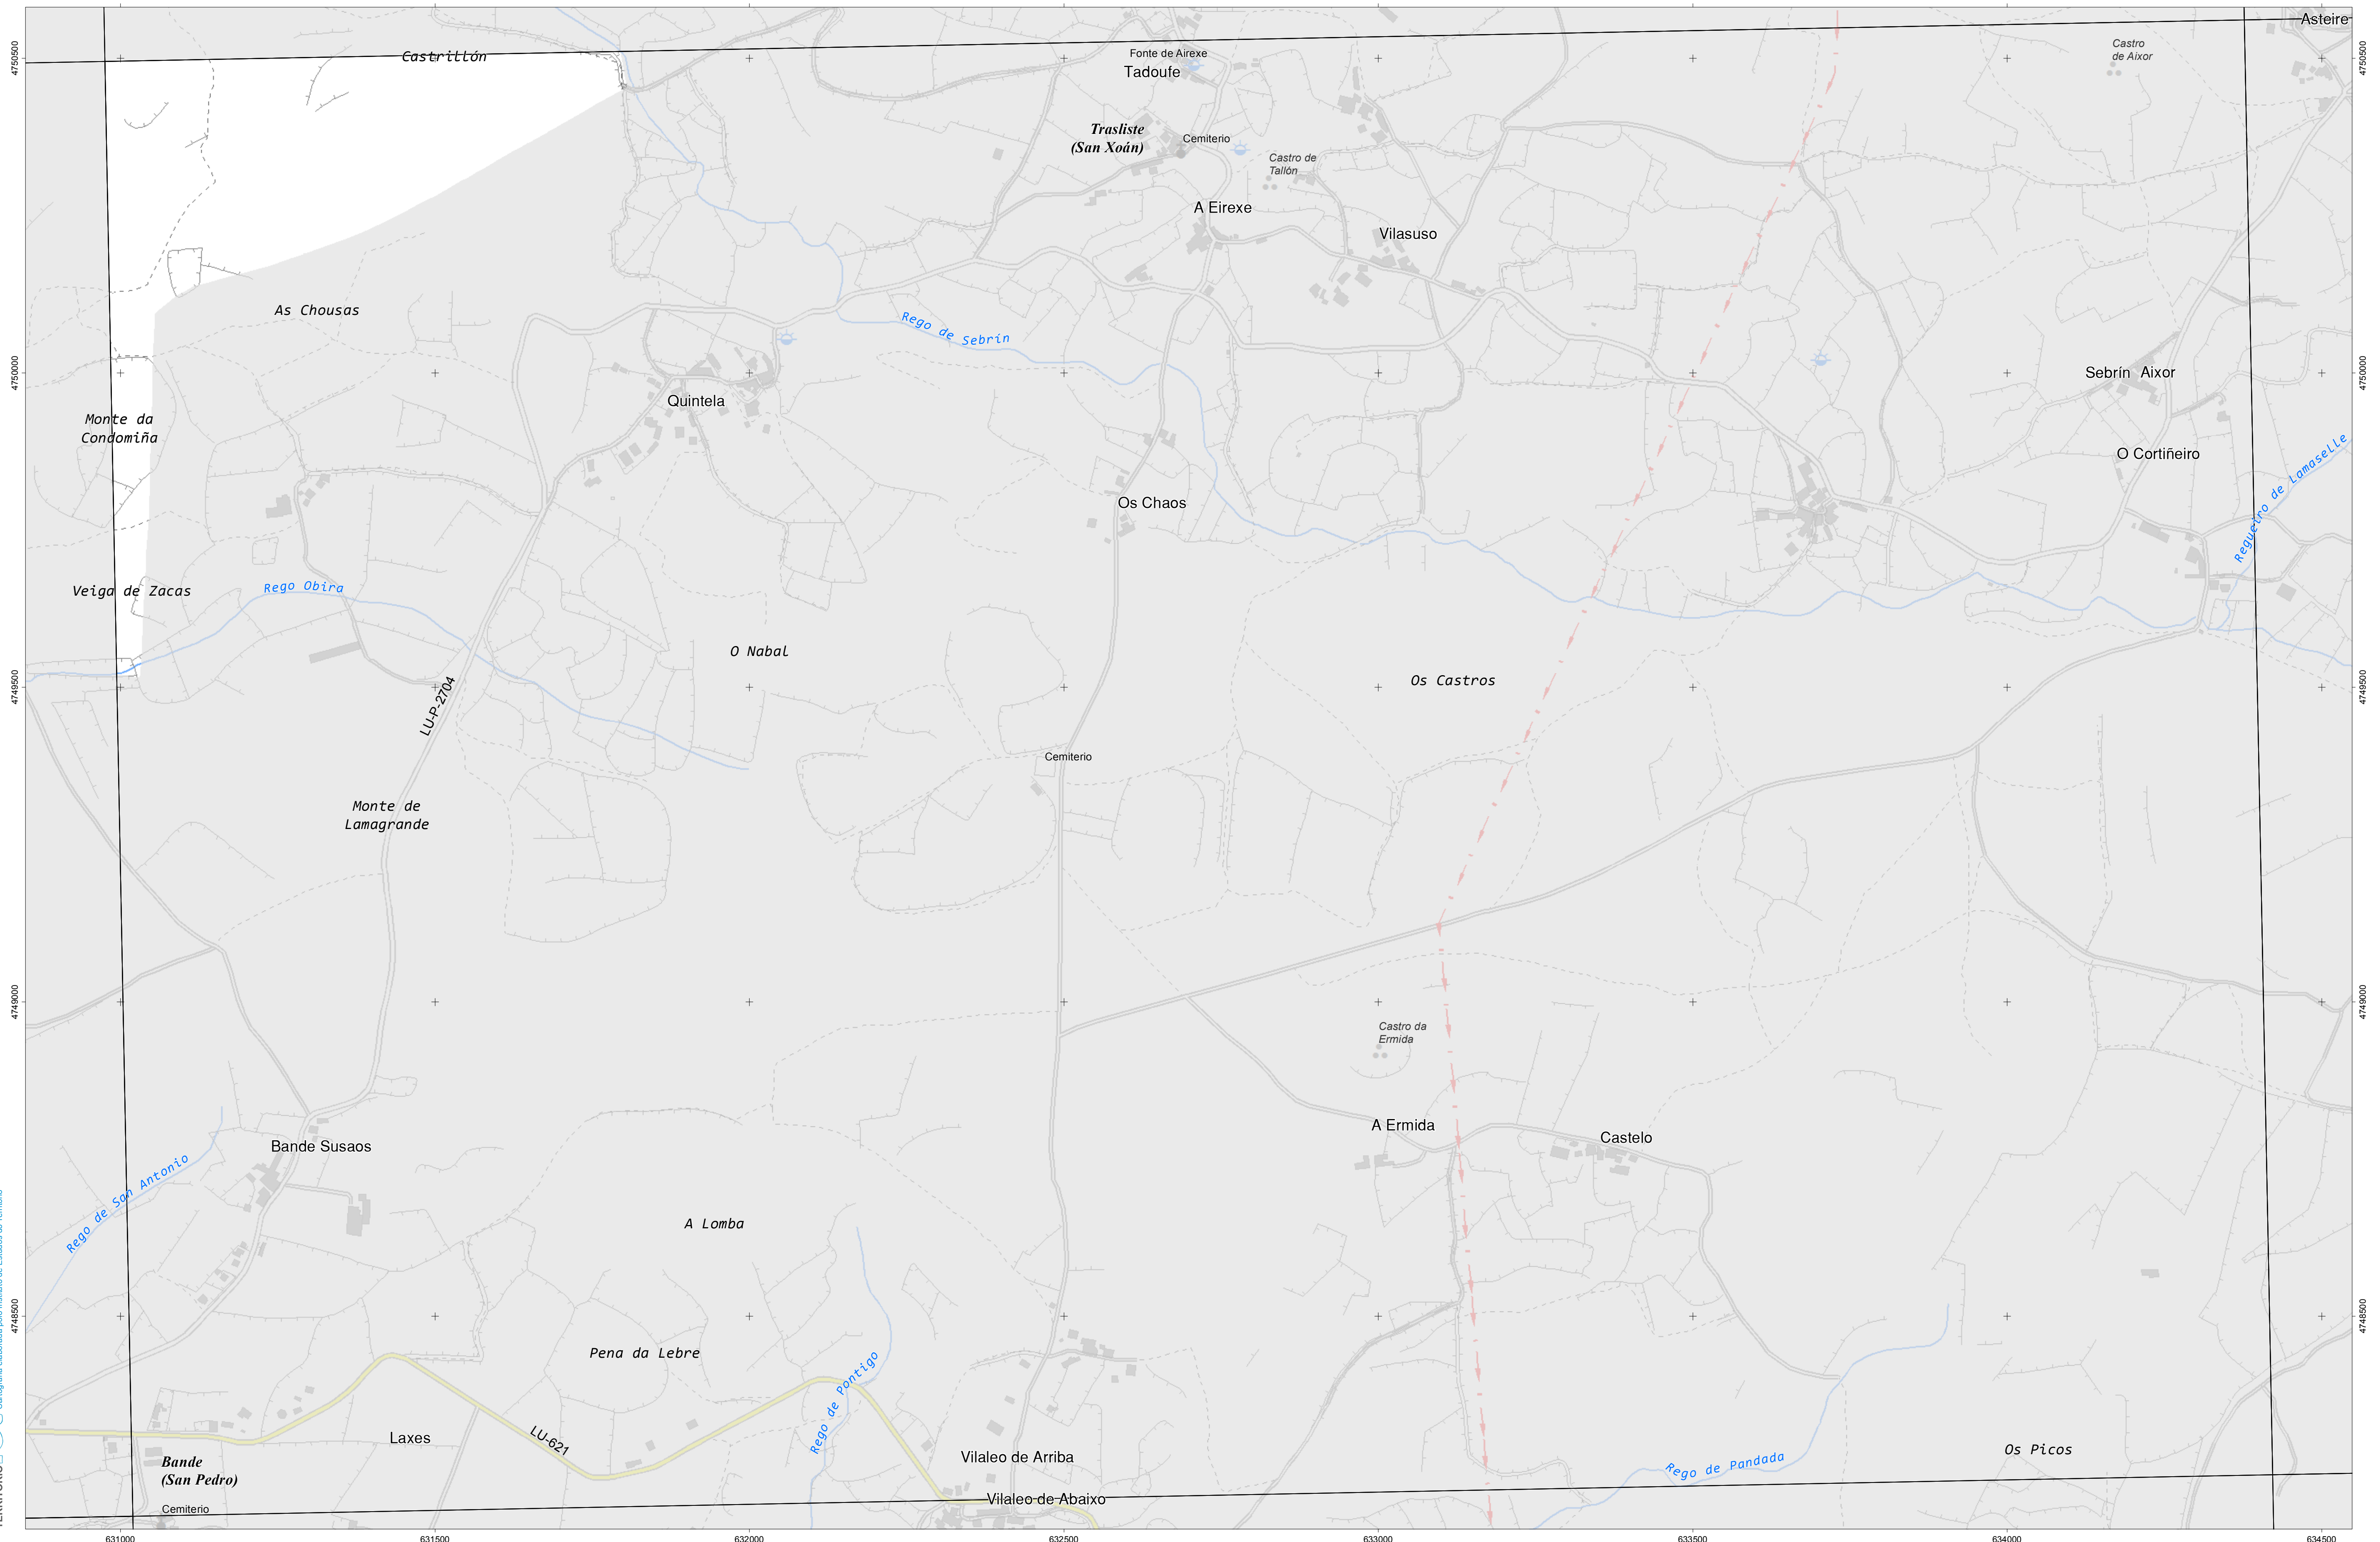 Asteire
Castro
de Aixor
Castrillón
Fonte de Airexe
Tadoufe
Trasliste
(San Xoán)
Cemiterio
Castro de
Tallón
A Eirexe
Vilasuso
As Chousas
Rego de Sebrín
Sebrín Aixor
Quintela
Monte da
Condomiña
O Cortiñeiro
Regueiro de Lamaselle
Os Chaos
Rego Obira
Veiga de Zacas
O Nabal
Os Castros
LU-P-2704
Cemiterio
Monte de
Lamagrande
Castro da
Ermida
A Ermida
Castelo
Bande Susaos
Rego de San Antonio
A Lomba
Pena da Lebre
Rego de Pontigo
Laxes
LU-621
Vilaleo de Arriba
Os Picos
Bande
(San Pedro)
Rego de Pandada
Vilaleo de Abaixo
Cemiterio
4750500
4750000
4749500
4749000
4748500
4750500
4750000
4749500
4749000
4748500
631000
631500
632000
632500
633000
633500
634000
634500